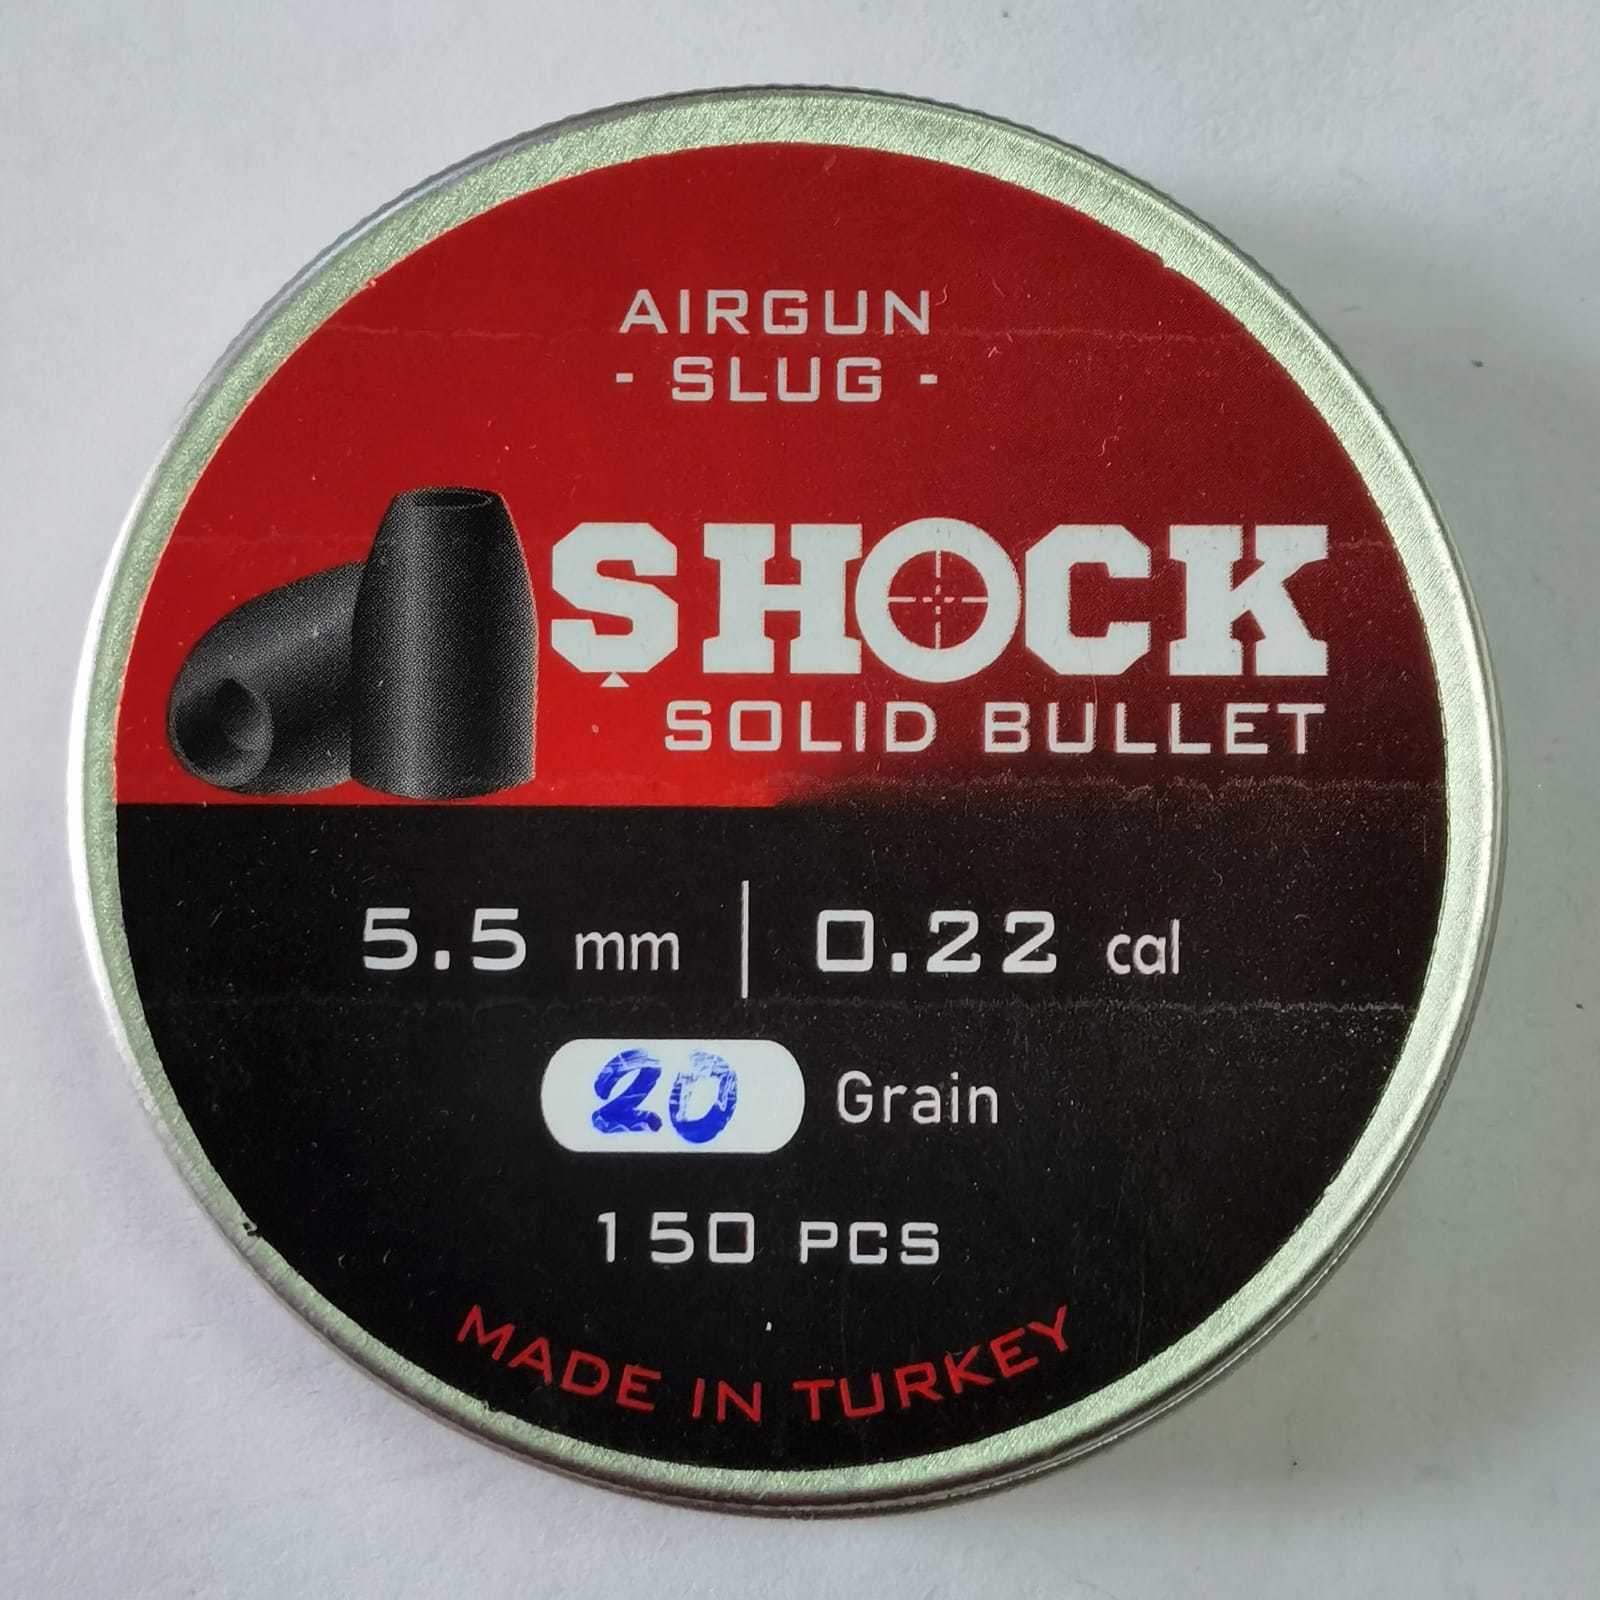 AIRGUN
- SLUG -
ŞHOCK
SOLID BULLET
5.5 mm | 0.22 cal
20 Grain
150 PCS
MADE IN TURKEY